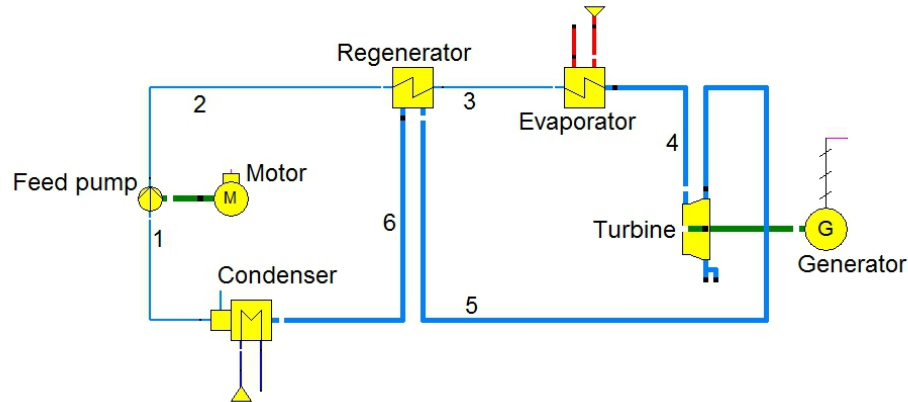 Regenerator
2
3
Evaporator
4
Feed pump
Motor
M
1
6
Turbine
G
Generator
Condenser
5